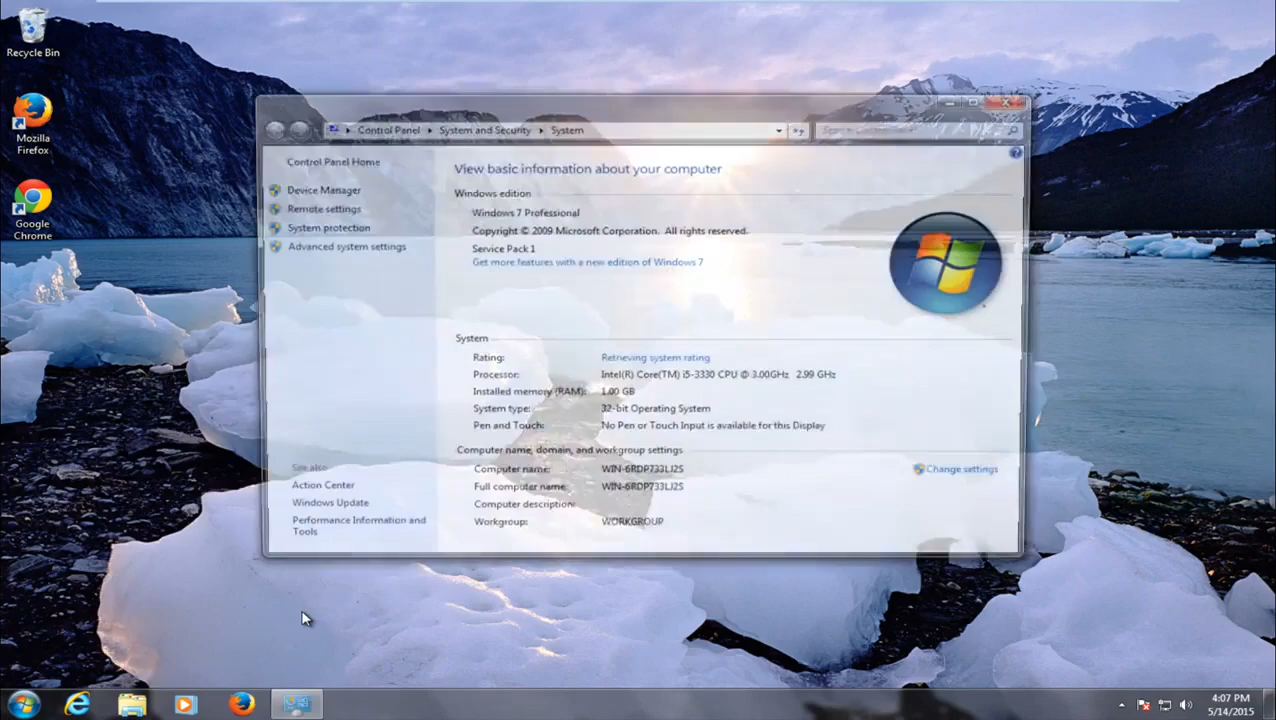 Recycle Bin
Mozilla
Firefox
Google
Chrome
Control Panel System and Security System
Control Panel Home
Device Manager
Remote settings
System protection
Advanced system settings
See also
Action Center
Windows Update
Performance Information and
Tools
View basic information about your computer
Windows edition
Windows 7 Professional
Copyright © 2009 Microsoft Corporation. All rights reserved.
Service Pack 1
Get more features with a new edition of Windows 7
System
Rating: Retrieving system rating
Processor: Intel(R) Core(TM) i5-3330 CPU @ 3.00GHz 2.99 GHz
Installed memory (RAM): 1.00 GB
System type: 32-bit Operating System
Pen and Touch: No Pen or Touch Input is available for this Display
Computer name, domain, and workgroup settings
Computer name: WIN-6RDP733LJ2S
Change settings
Full computer name: WIN-6RDP733LJ2S
Computer description:
Workgroup: WORKGROUP
4:07 PM
5/14/2015